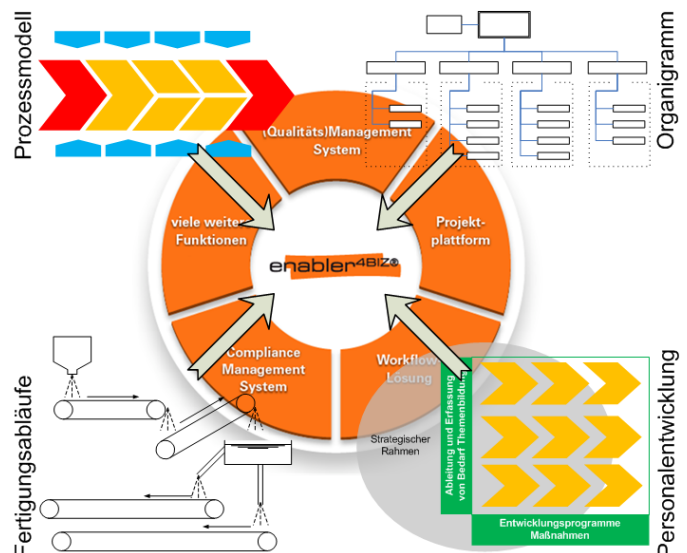 Prozessmodell
Organigramm
(Qualitäts)Management
System
viele weiter
Funktionen
Projekt-
plattform
enabler4BIZ®
Compliance
Management
System
Workflow
Lösung
Fertigungsabläufe
Strategischer
Rahmen
Ableitung und Erfassung
von Bedarf Themenbildung
Entwicklungsprogramme
Maßnahmen
Personalentwicklung